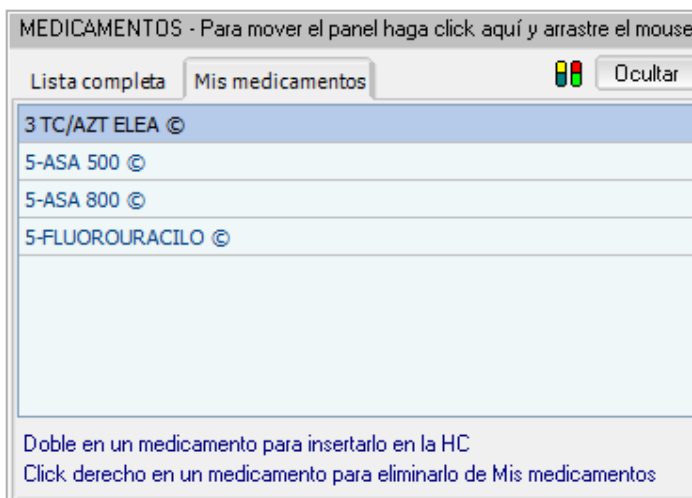 MEDICAMENTOS - Para mover el panel haga click aquí y arrastre el mouse
Lista completa Mis medicamentos Ocultar
3 TC/AZT ELEA ©
5-ASA 500 ©
5-ASA 800 ©
5-FLUOROURACILO ©
Doble en un medicamento para insertarlo en la HC
Click derecho en un medicamento para eliminarlo de Mis medicamentos